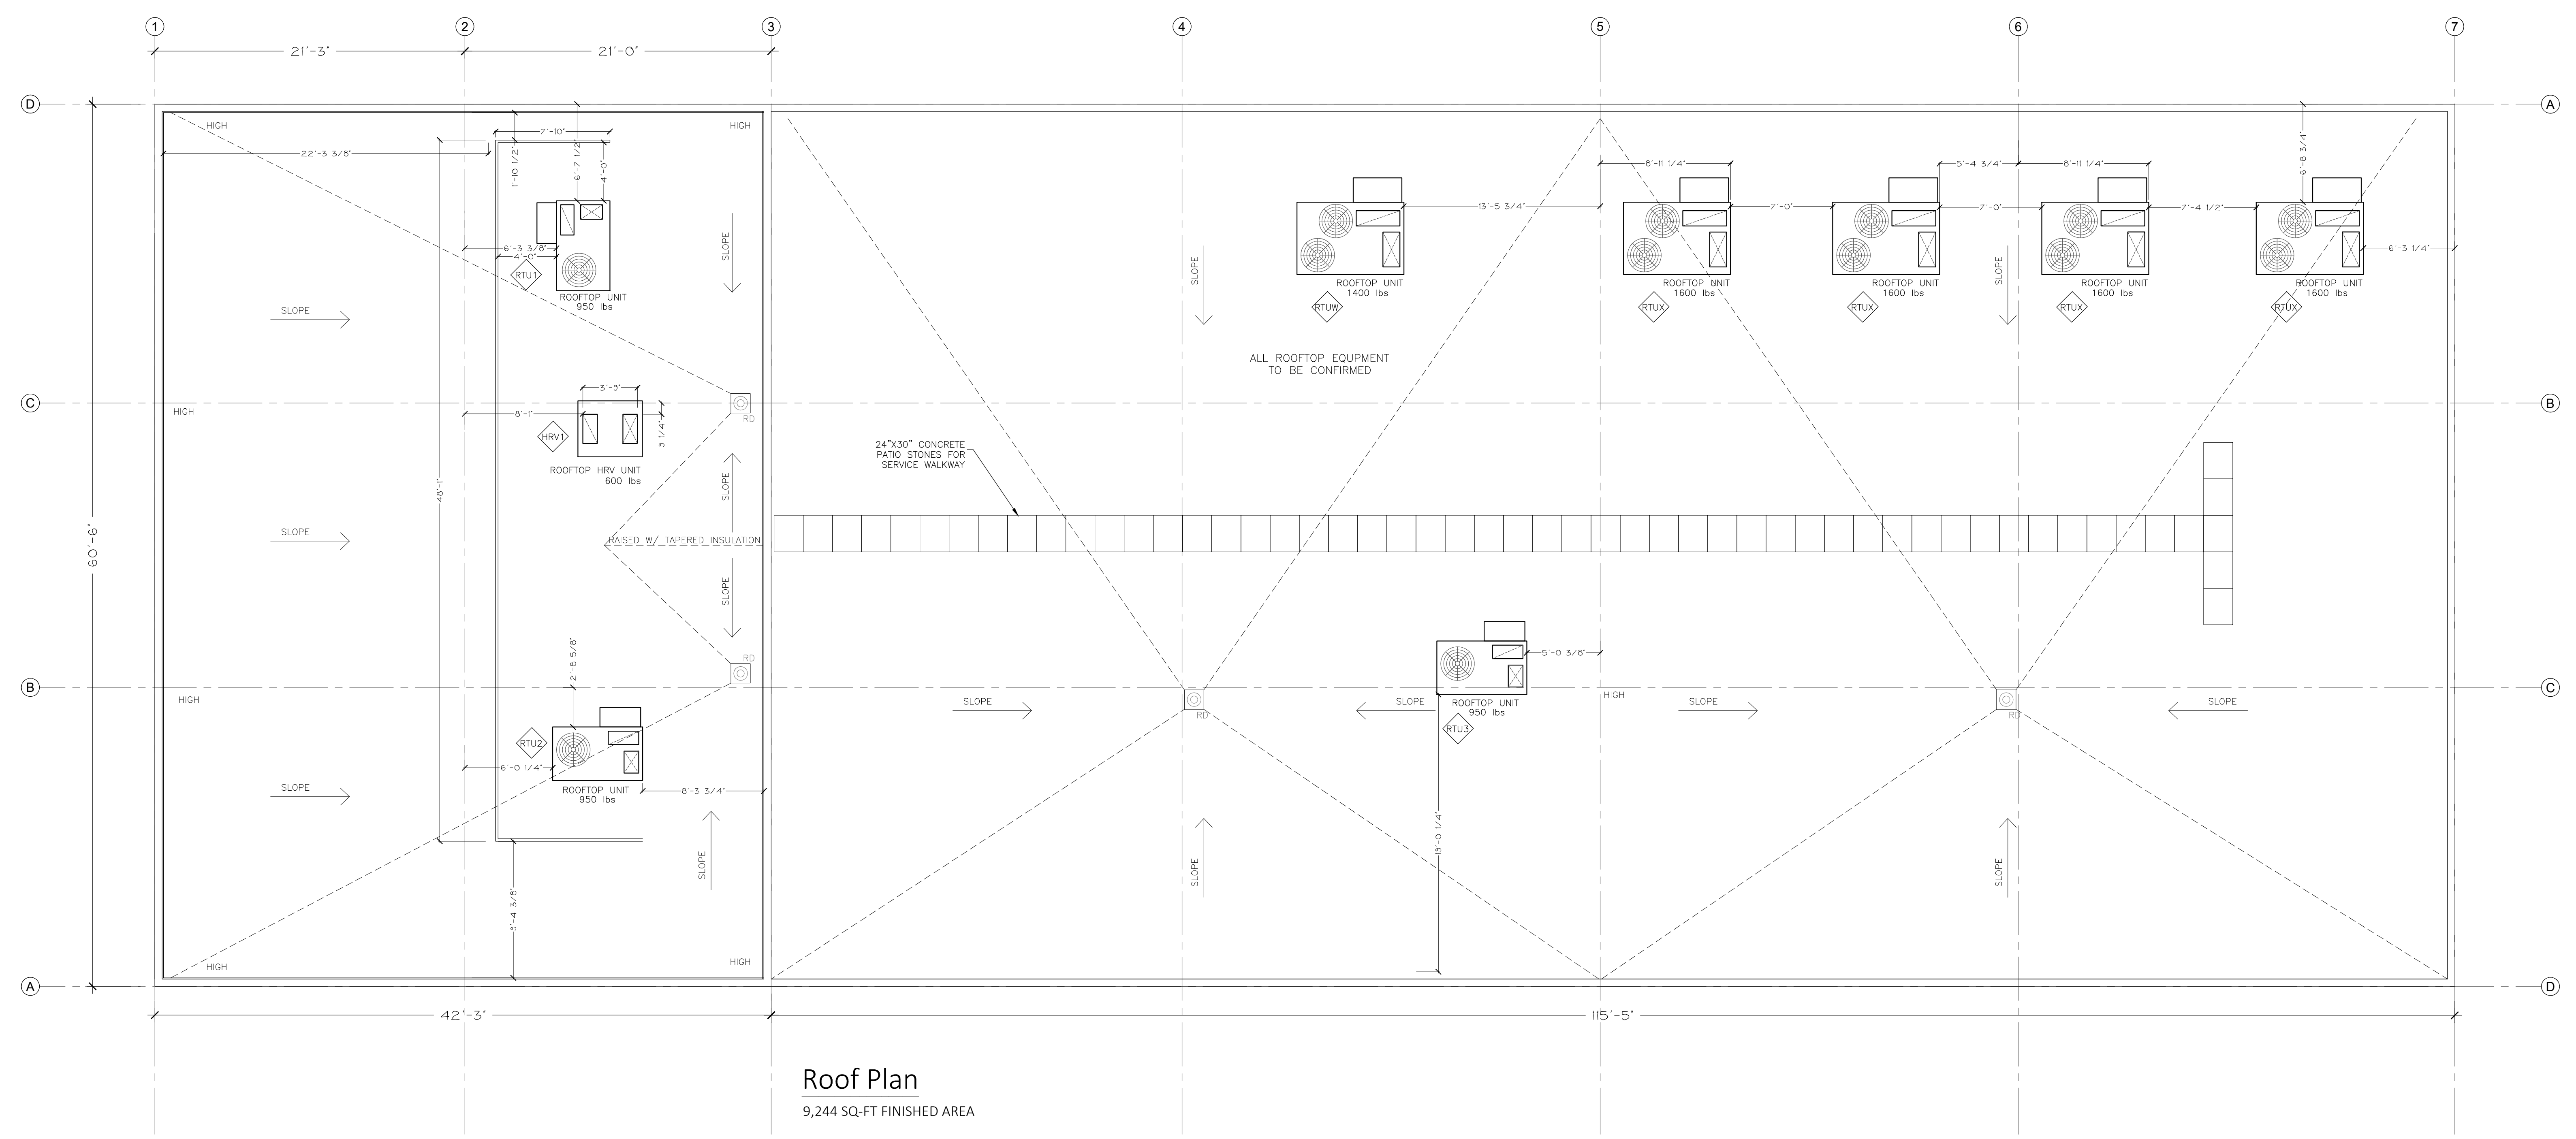 1 2 3 4 5 6 7
21'-3" 21'-0"
D A
HIGH HIGH
7'-10"
22'-3 3/8"
1'-10 1/2"
6'-7 1/2"
4'-0"
8'-11 1/4" 5'-4 3/4" 8'-11 1/4"
6'-8 3/4"
13'-5 3/4" 7'-0" 7'-0" 7'-4 1/2"
6'-3 1/4"
6'-3 3/8"
4'-0"
RTU1
SLOPE
SLOPE
SLOPE
ROOFTOP UNIT
950 lbs
ROOFTOP UNIT
1400 lbs
RTUW
ROOFTOP UNIT
1600 lbs
RTUX
ROOFTOP UNIT
1600 lbs
RTUX
ROOFTOP UNIT
1600 lbs
RTUX
ROOFTOP UNIT
1600 lbs
RTUX
SLOPE
ALL ROOFTOP EQUPMENT
TO BE CONFIRMED
3'-9"
C B
HIGH
8'-1"
9 1/4"
RD
HRV1
ROOFTOP HRV UNIT
600 lbs
24"X30" CONCRETE
PATIO STONES FOR
SERVICE WALKWAY
48'-1"
SLOPE
60'-6"
SLOPE
RAISED W/ TAPERED INSULATION
SLOPE
2'-8 5/8"
RD
5'-0 3/8"
B C
HIGH
HIGH
SLOPE
SLOPE
SLOPE
SLOPE
ROOFTOP UNIT
950 lbs
RTU3
RD
RD
RTU2
6'-0 1/4"
8'-3 3/4"
ROOFTOP UNIT
950 lbs
SLOPE
SLOPE
SLOPE
SLOPE
9'-4 3/8"
HIGH HIGH
A D
42'-3" 115'-5"
Roof Plan
9,244 SQ-FT FINISHED AREA